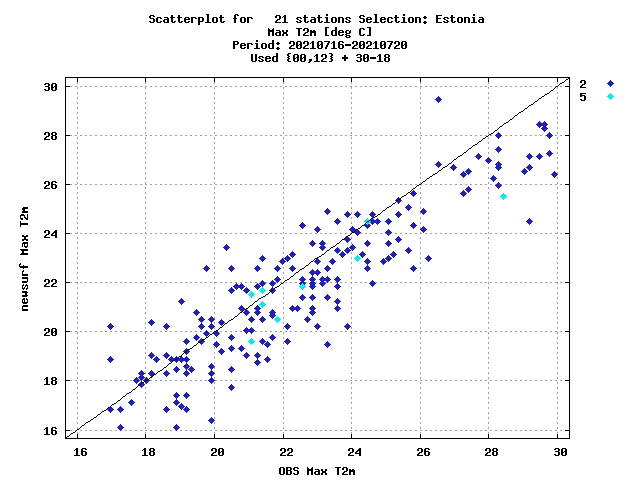 Scatterplot for   21 stations Selection: Estonia
Max T2m [deg C]
Period: 20210716-20210720
Used {00,12} + 30-18
2
5
30
28
26
24
22
20
18
16
newsurf Max T2m
16 18 20 22 24 26 28 30
OBS Max T2m